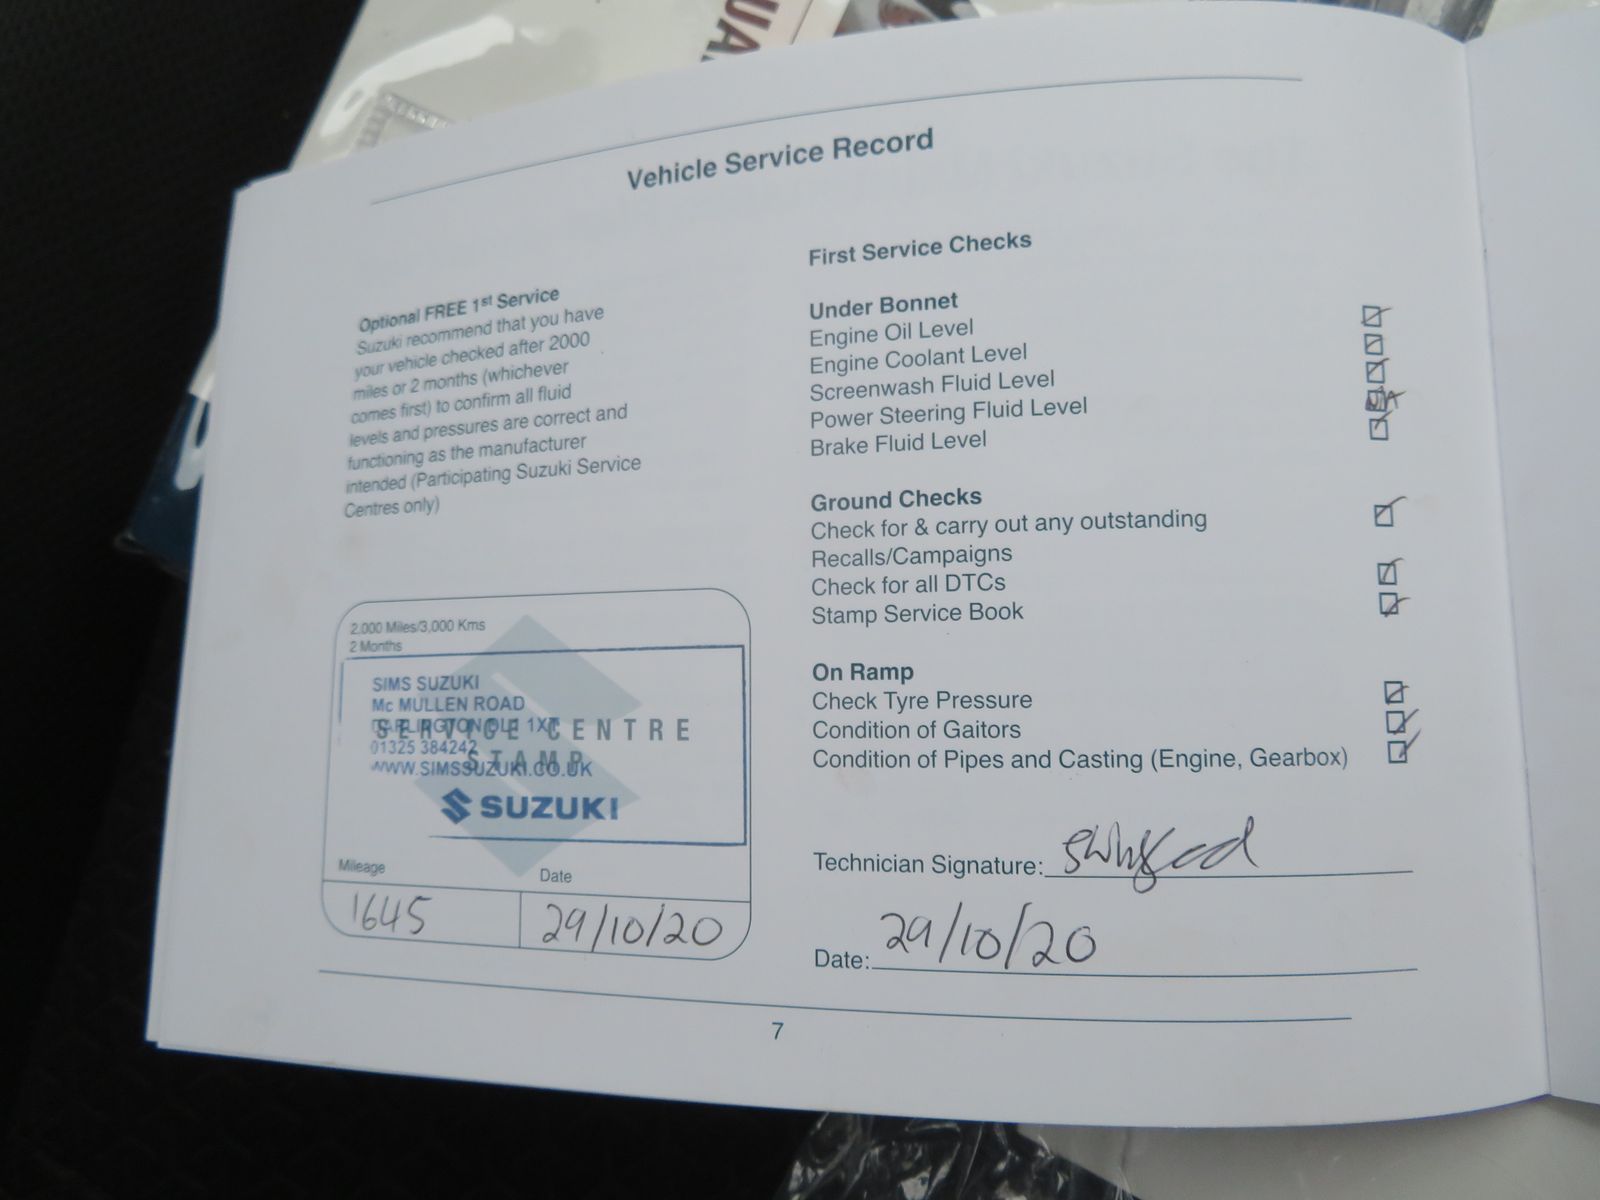 UA
Vehicle Service Record
Optional FREE 1st Service
Suzuki recommend that you have
your vehicle checked after 2000
miles or 2 months (whichever
comes first) to confirm all fluid
levels and pressures are correct and
functioning as the manufacturer
intended (Participating Suzuki Service
Centres only)
2,000 Miles/3,000 Kms
2 Months
SIMS SUZUKI
Mc MULLEN ROAD
DARLINGTON DL1 1XT
SERVICE CENTRE
01325 384242
STAMP
WWW.SIMSSUZUKI.CO.UK
SUZUKI
Mileage
Date
1645
29/10/20
First Service Checks
Under Bonnet
Engine Oil Level
Engine Coolant Level
Screenwash Fluid Level
Power Steering Fluid Level N/A
Brake Fluid Level
Ground Checks
Check for & carry out any outstanding
Recalls/Campaigns
Check for all DTCs
Stamp Service Book
On Ramp
Check Tyre Pressure
Condition of Gaitors
Condition of Pipes and Casting (Engine, Gearbox)
Technician Signature:
Date: 29/10/20
7